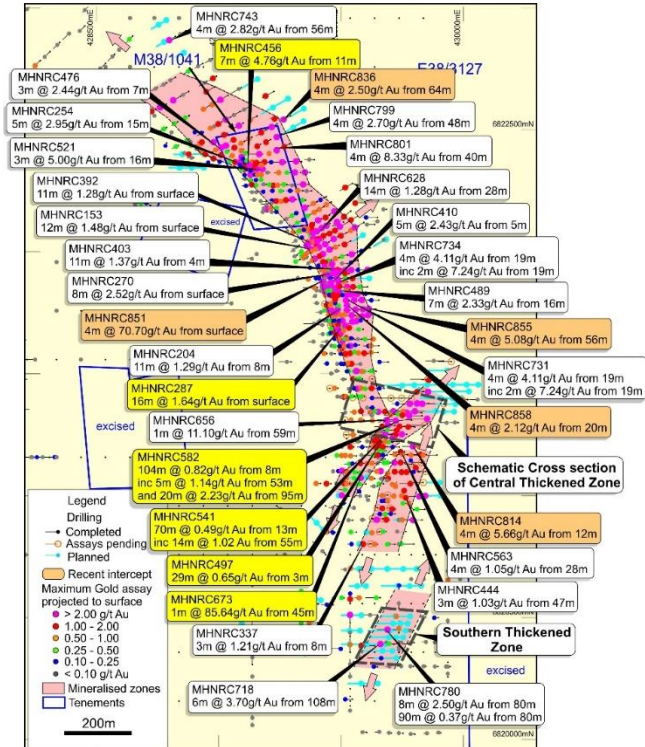 428500mE
430000mE
MHNRC743
4m @ 2.82g/t Au from 56m
M38/1041
E38/3127
MHNRC456
7m @ 4.76g/t Au from 11m
MHNRC476
3m @ 2.44g/t Au from 7m
MHNRC836
4m @ 2.50g/t Au from 64m
MHNRC254
5m @ 2.95g/t Au from 15m
MHNRC799
4m @ 2.70g/t Au from 48m
6822500mN
MHNRC521
3m @ 5.00g/t Au from 16m
MHNRC801
4m @ 8.33g/t Au from 40m
MHNRC392
11m @ 1.28g/t Au from surface
excised
MHNRC628
14m @ 1.28g/t Au from 28m
MHNRC153
12m @ 1.48g/t Au from surface
MHNRC410
5m @ 2.43g/t Au from 5m
MHNRC403
11m @ 1.37g/t Au from 4m
MHNRC734
4m @ 4.11g/t Au from 19m
inc 2m @ 7.24g/t Au from 19m
MHNRC270
8m @ 2.52g/t Au from surface
MHNRC489
7m @ 2.33g/t Au from 16m
MHNRC851
4m @ 70.70g/t Au from surface
MHNRC855
4m @ 5.08g/t Au from 56m
MHNRC204
11m @ 1.29g/t Au from 8m
MHNRC731
4m @ 4.11g/t Au from 19m
inc 2m @ 7.24g/t Au from 19m
MHNRC287
16m @ 1.64g/t Au from surface
MHNRC656
1m @ 11.10g/t Au from 59m
MHNRC858
4m @ 2.12g/t Au from 20m
excised
MHNRC582
104m @ 0.82g/t Au from 8m
inc 5m @ 1.14g/t Au from 53m
and 20m @ 2.23g/t Au from 95m
Schematic Cross section
of Central Thickened Zone
MHNRC541
70m @ 0.49g/t Au from 13m
inc 14m @ 1.02 Au from 55m
MHNRC814
4m @ 5.66g/t Au from 12m
MHNRC497
29m @ 0.65g/t Au from 3m
MHNRC563
4m @ 1.05g/t Au from 28m
MHNRC673
1m @ 85.64g/t Au from 45m
MHNRC444
3m @ 1.03g/t Au from 47m
MHNRC337
3m @ 1.21g/t Au from 8m
Southern Thickened
Zone
excised
MHNRC718
6m @ 3.70g/t Au from 108m
MHNRC780
8m @ 2.50g/t Au from 80m
90m @ 0.37g/t Au from 80m
6820000mN
Legend
Drilling
Completed
Assays pending
Planned
Recent intercept
Maximum Gold assay
projected to surface
> 2.00 g/t Au
1.00 - 2.00
0.50 - 1.00
0.25 - 0.50
0.10 - 0.25
< 0.10 g/t Au
Mineralised zones
Tenements
200m